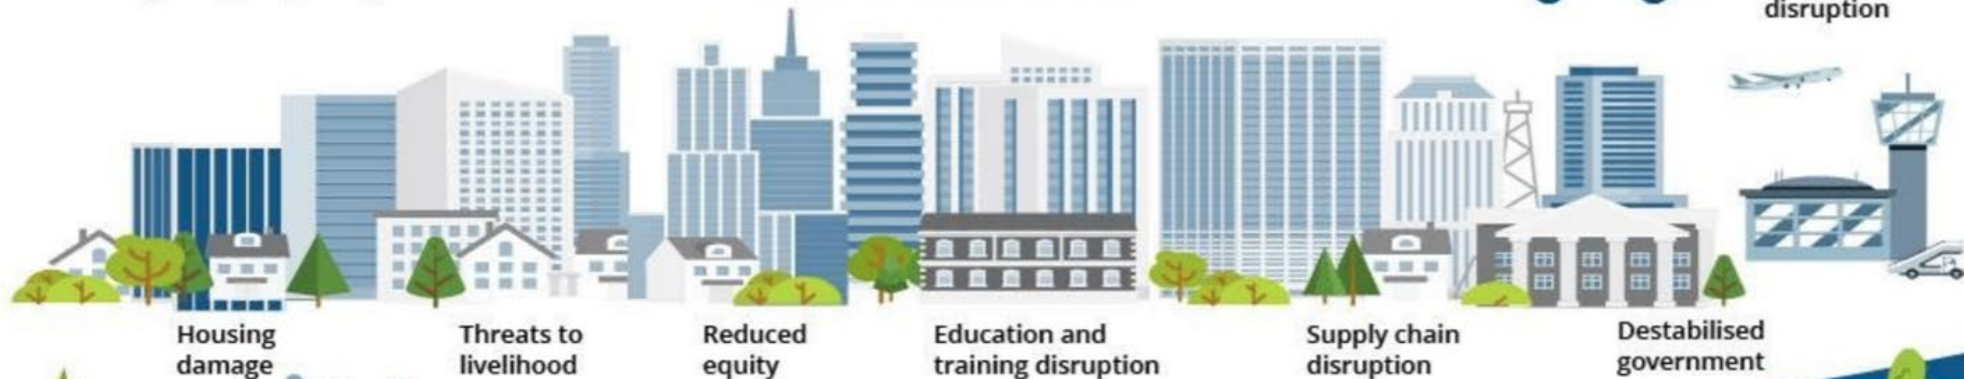 disruption
Housing
damage
Threats to
livelihood
Reduced
equity
Education and
training disruption
Supply chain
disruption
Destabilised
government